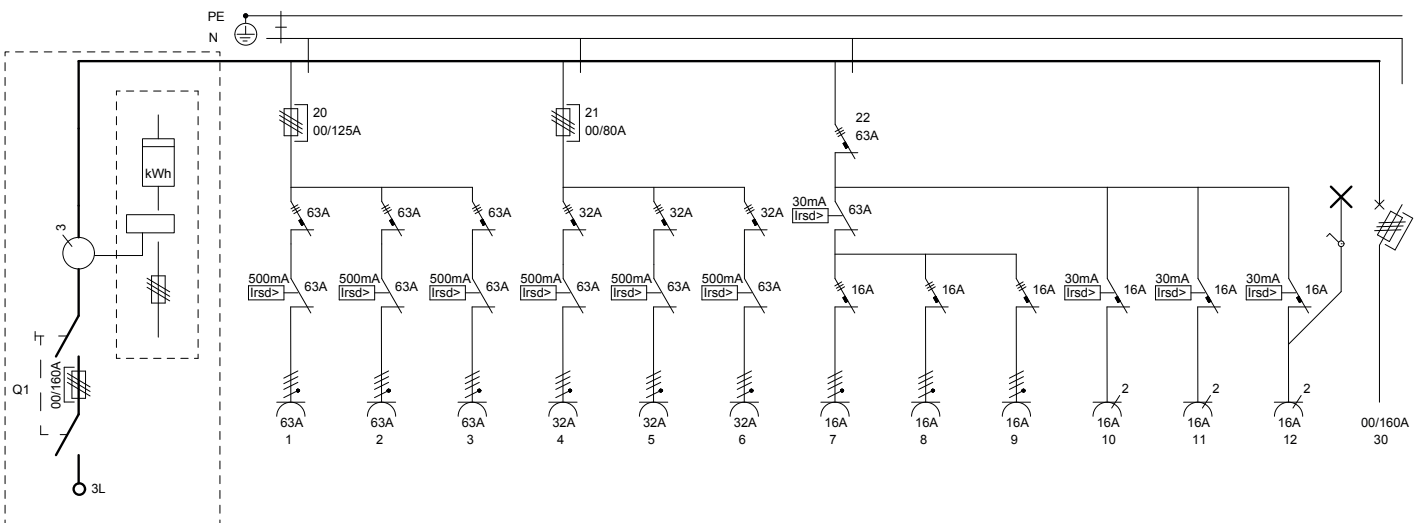 PE
N
20
00/125A
21
00/80A
22
63A
kWh
3
63A
63A
63A
32A
32A
32A
30mA
Irsd>
63A
500mA
Irsd>
63A
500mA
Irsd>
63A
500mA
Irsd>
63A
500mA
Irsd>
63A
500mA
Irsd>
63A
500mA
Irsd>
63A
16A
16A
16A
30mA
Irsd>
16A
30mA
Irsd>
16A
30mA
Irsd>
16A
Q1
00/160A
2
2
2
63A
63A
63A
32A
32A
32A
16A
16A
16A
16A
16A
16A
00/160A
1
2
3
4
5
6
7
8
9
10
11
12
30
3L